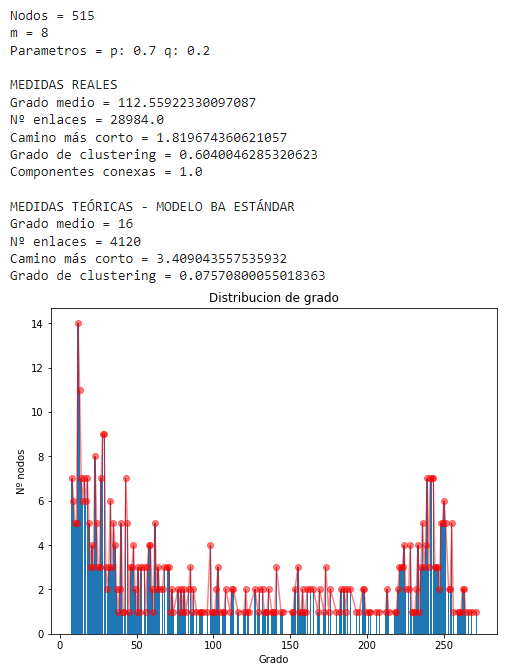 Nodos = 515
m = 8
Parametros = p: 0.7 q: 0.2
MEDIDAS REALES
Grado medio = 112.55922330097087
Nº enlaces = 28984.0
Camino más corto = 1.819674360621057
Grado de clustering = 0.6040046285320623
Componentes conexas = 1.0
MEDIDAS TEÓRICAS - MODELO BA ESTÁNDAR
Grado medio = 16
Nº enlaces = 4120
Camino más corto = 3.409043557535932
Grado de clustering = 0.07570800055018363
Distribucion de grado
14
12
10
8
6
4
2
0
Nº nodos
0 50 100 150 200 250
Grado